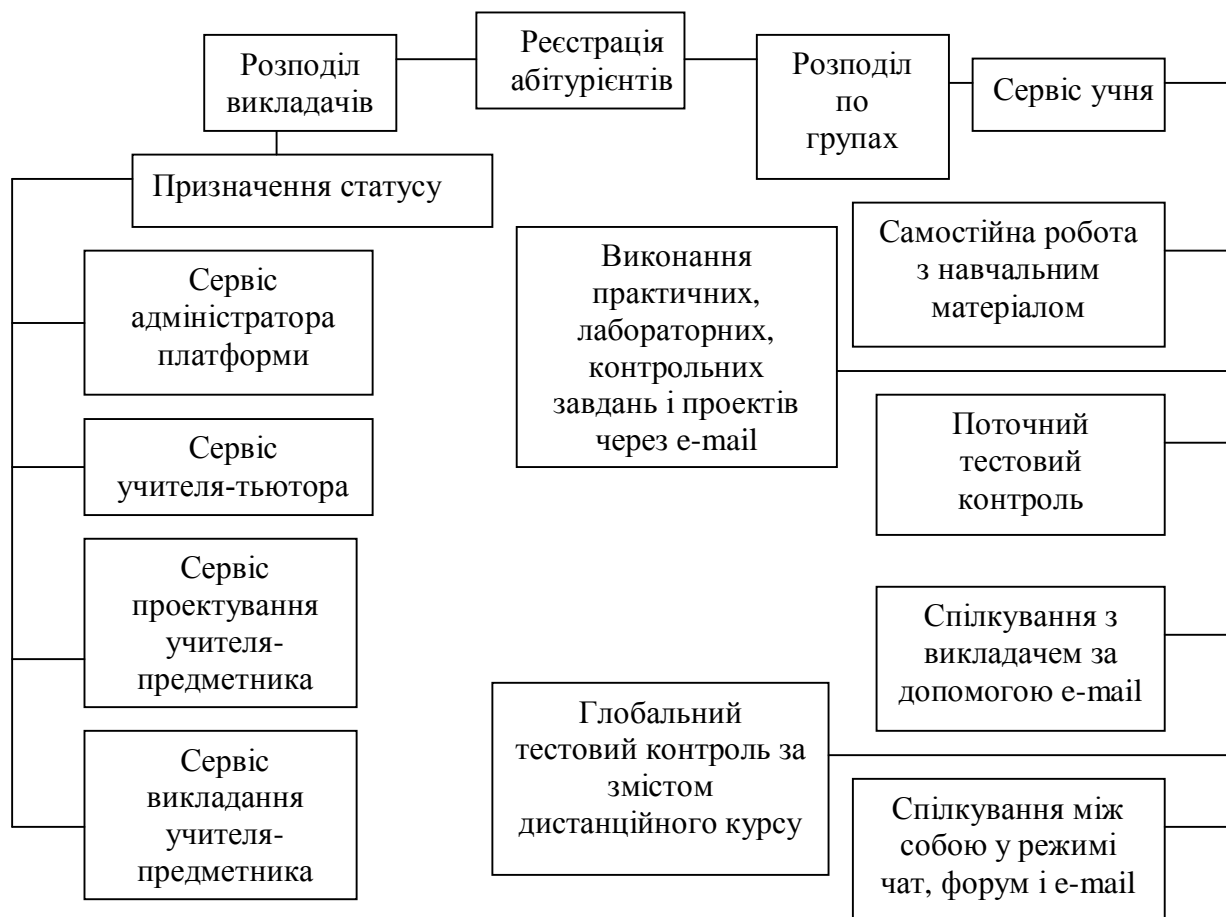 Розподіл
викладачів
Реєстрація
абітурієнтів
Розподіл
по
групах
Сервіс учня
Призначення статусу
Сервіс
адміністратора
платформи
Сервіс
учителя-тьютора
Сервіс
проектування
учителя-
предметника
Сервіс
викладання
учителя-
предметника
Виконання
практичних,
лабораторних,
контрольних
завдань і проектів
через e-mail
Глобальний
тестовий контроль за
змістом
дистанційного курсу
Самостійна робота
з навчальним
матеріалом
Поточний
тестовий
контроль
Спілкування з
викладачем за
допомогою e-mail
Спілкування між
собою у режимі
чат, форум і e-mail